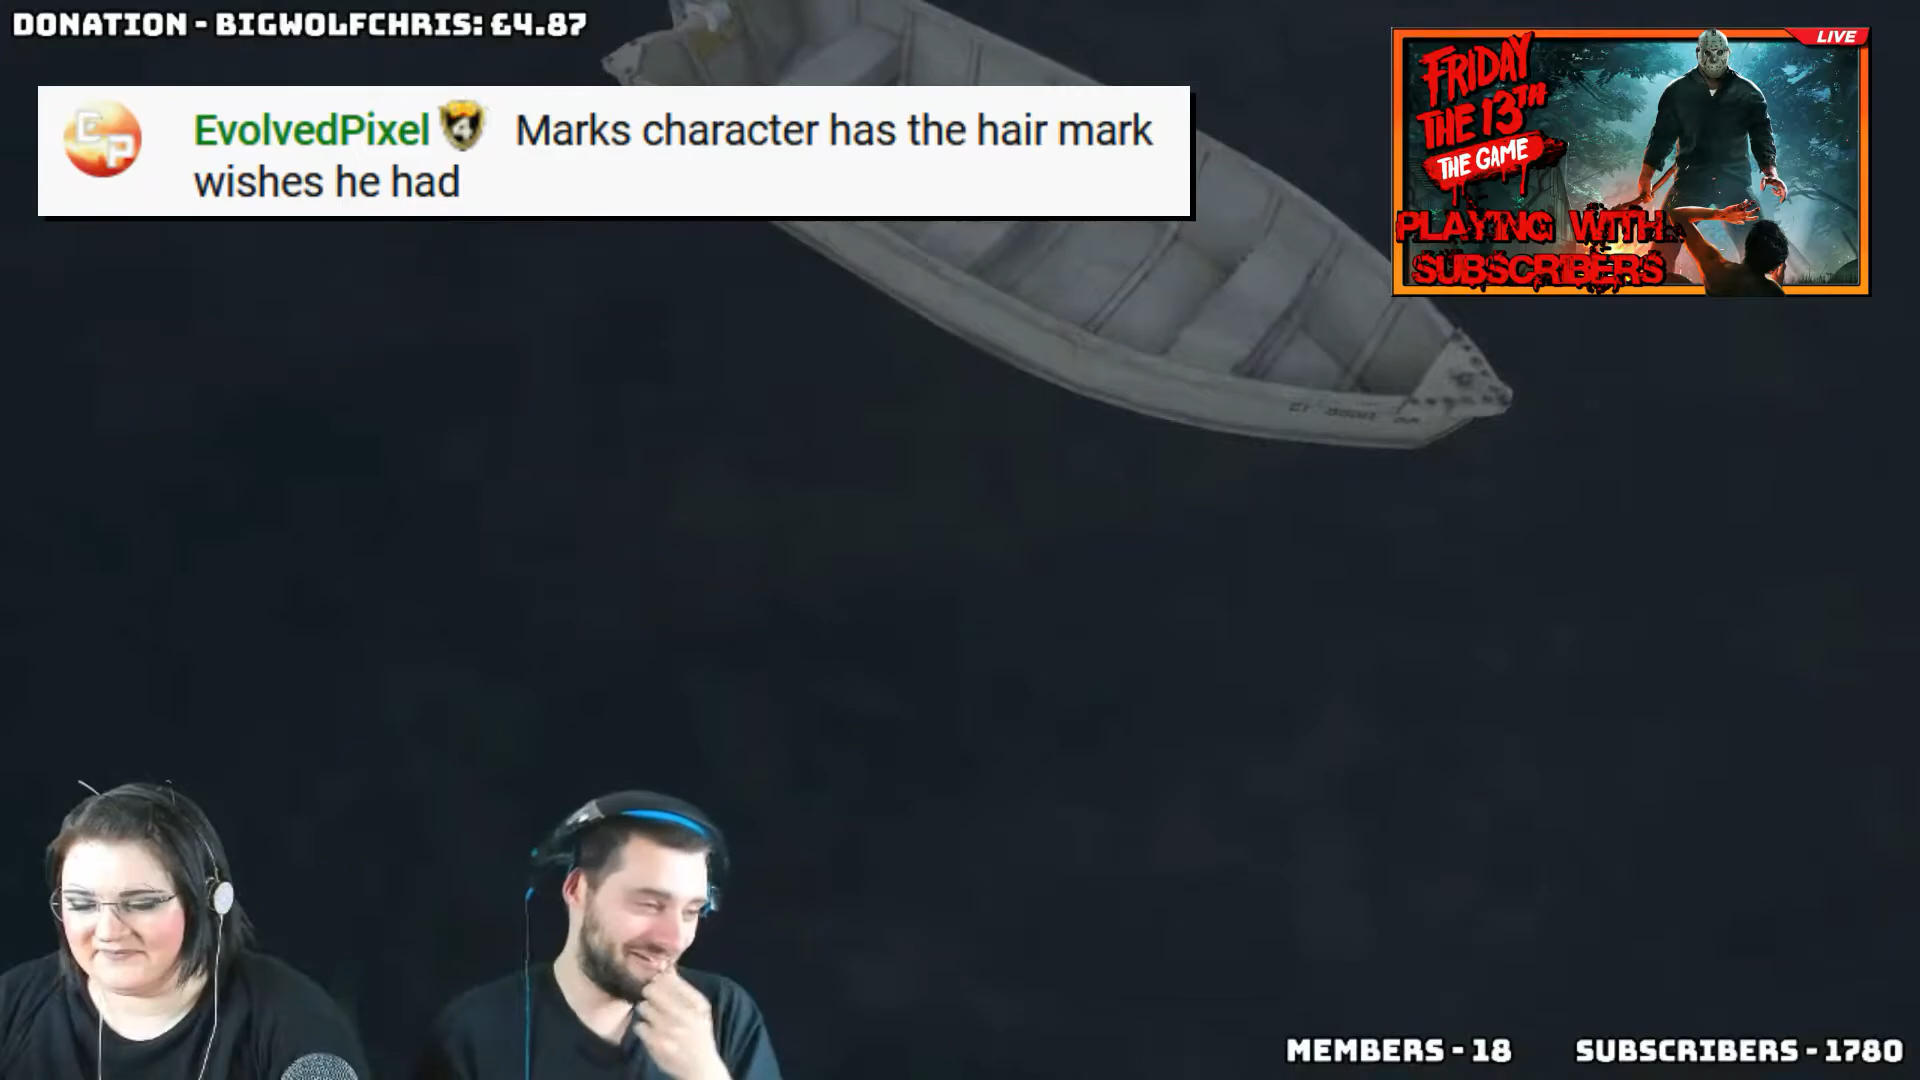 DONATION - BIGWOLFCHRIS: £4.87
EvolvedPixel 4 Marks character has the hair mark
wishes he had
LIVE
FRIDAY
THE 13TH
THE GAME
PLAYING WITH
SUBSCRIBERS
MEMBERS - 18
SUBSCRIBERS - 1780